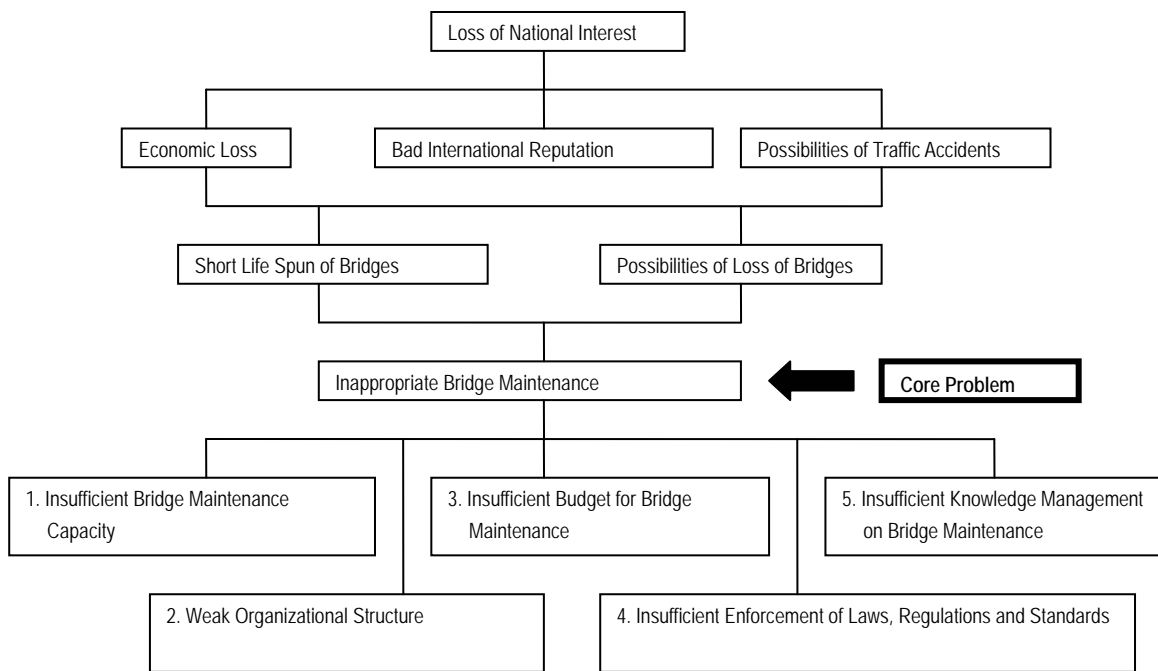 Loss of National Interest
Economic Loss
Bad International Reputation
Possibilities of Traffic Accidents
Short Life Spun of Bridges
Possibilities of Loss of Bridges
Inappropriate Bridge Maintenance
Core Problem
1. Insufficient Bridge Maintenance
Capacity
3. Insufficient Budget for Bridge
Maintenance
5. Insufficient Knowledge Management
on Bridge Maintenance
2. Weak Organizational Structure
4. Insufficient Enforcement of Laws, Regulations and Standards